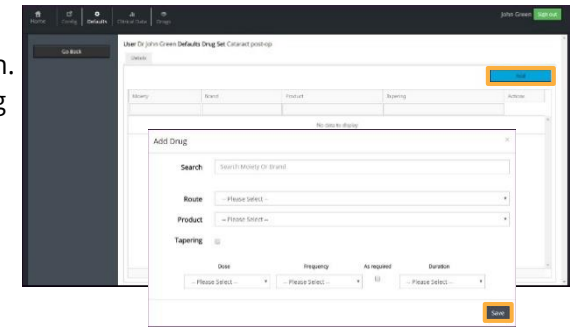 Home Config Defaults Clinical Data Drugs John Green Sign out
Go Back
User Dr John Green Defaults Drug Set Cataract post-op
Details
Add
Moiety Brand Product Tapering Actions
No data to display
Add Drug ×
Search Search Moiety Or Brand
Route -- Please Select --
Product -- Please Select --
Tapering
Dose Frequency As required Duration
-- Please Select -- -- Please Select -- -- Please Select --
Save
n.
g